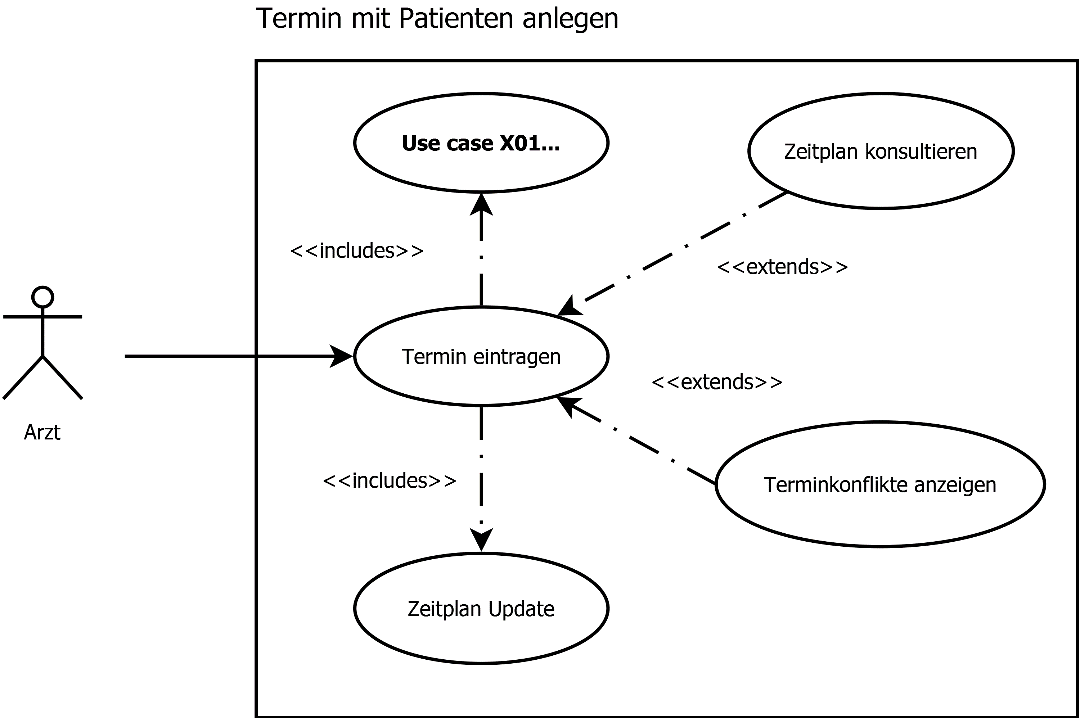 Termin mit Patienten anlegen
Use case X01...
Zeitplan konsultieren
<<includes>>
<<extends>>
Termin eintragen
<<extends>>
Arzt
<<includes>>
Terminkonflikte anzeigen
Zeitplan Update